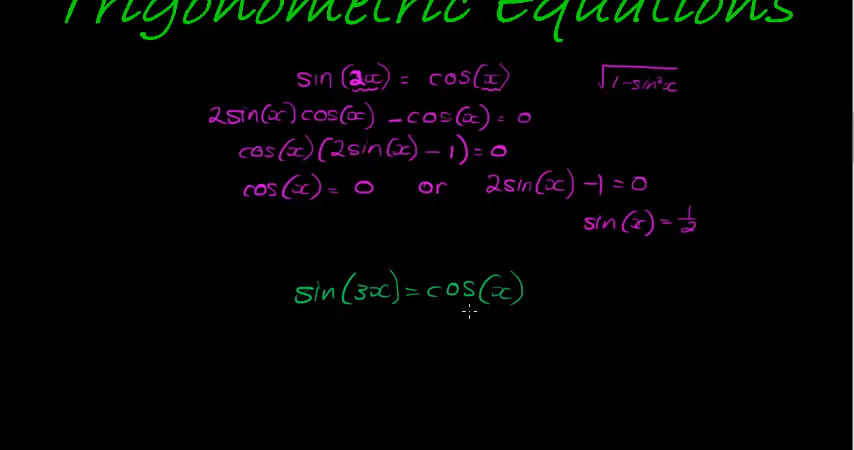 Trigonometric Equations
sin(2x) = cos(x) √1-sin²x
2sin(x)cos(x) - cos(x) = 0
cos(x)(2sin(x) - 1) = 0
cos(x) = 0 or 2sin(x) - 1 = 0
sin(x) = 1/2
sin(3x) = cos(x)